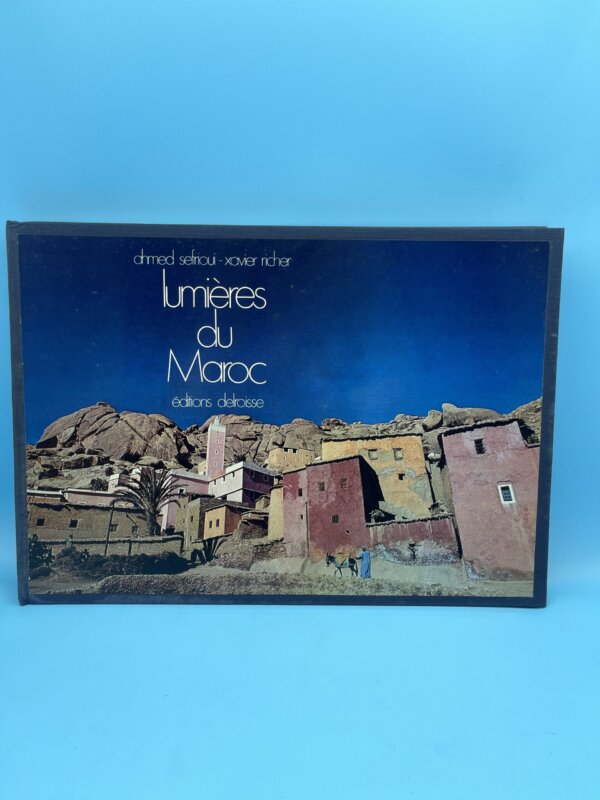 ahmed sefrioui - xavier richer
lumières
du
Maroc
éditions delroisse